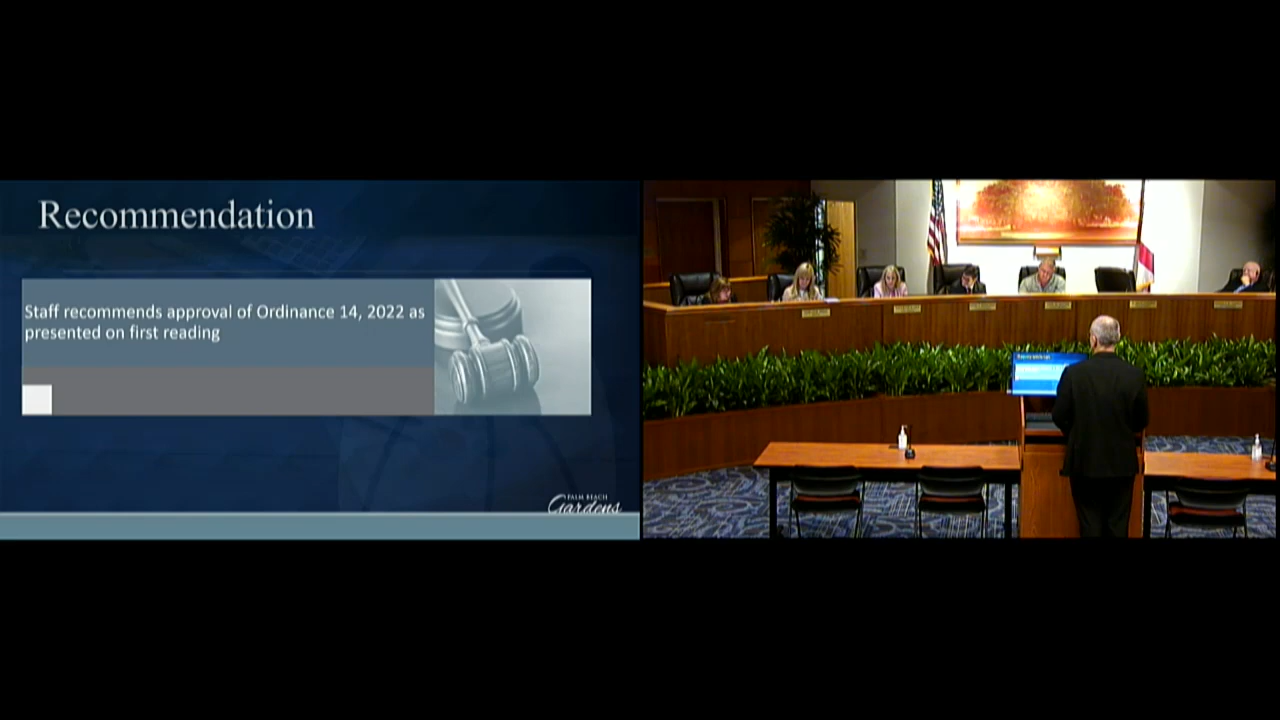 Recommendation
Staff recommends approval of Ordinance 14, 2022 as
presented on first reading
PALM BEACH
Gardens